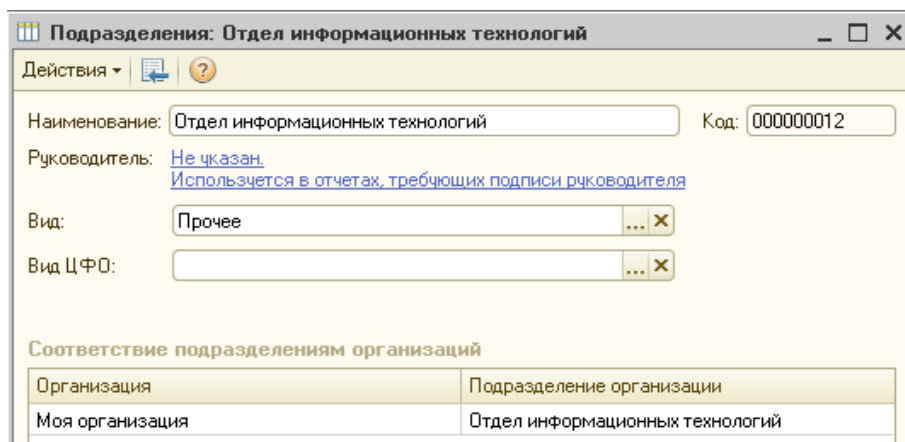 Подразделения: Отдел информационных технологий
Действия
Наименование: Отдел информационных технологий Код: 000000012
Руководитель: Не указан.
Используется в отчетах, требующих подписи руководителя
Вид: Прочее ...
Вид ЦФО: ...
Соответствие подразделениям организаций
Организация Подразделение организации
Моя организация Отдел информационных технологий